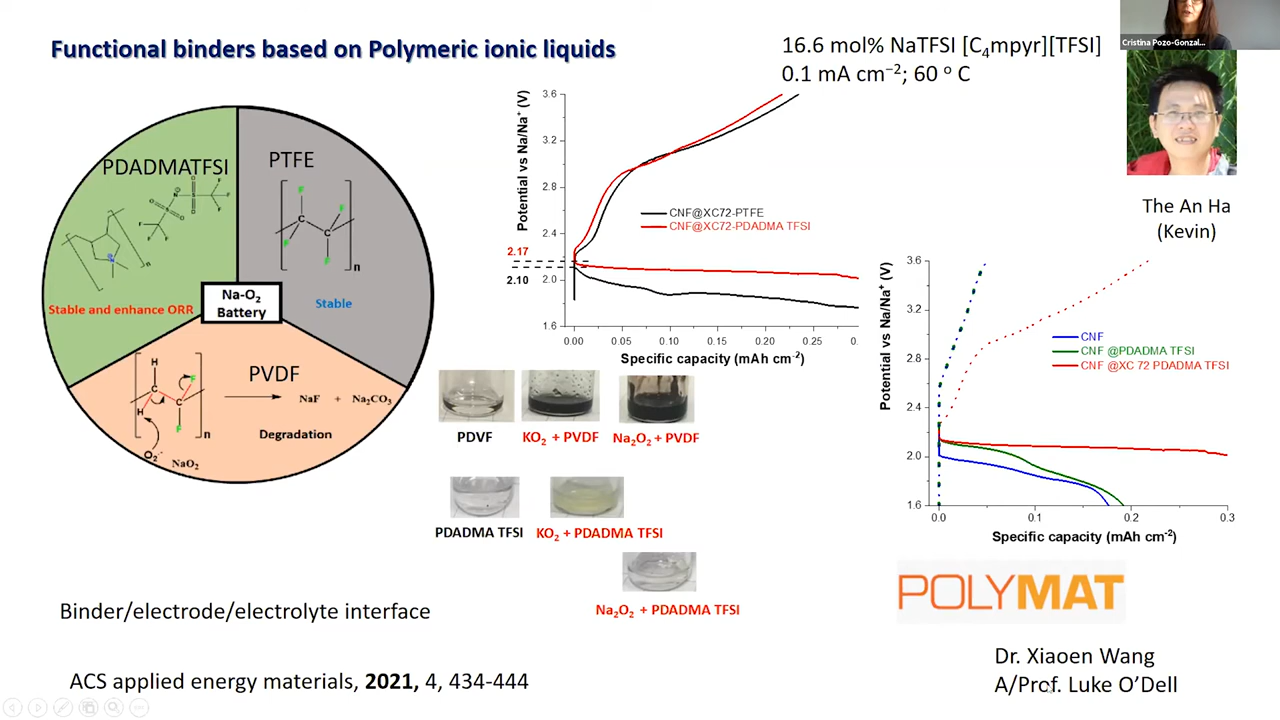 Functional binders based on Polymeric ionic liquids
16.6 mol% NaTFSI [C4mpyr][TFSI]
0.1 mA cm−2; 60 o C
Cristina Pozo-Gonzal...
The An Ha
(Kevin)
PDADMATFSI
Stable and enhance ORR
PTFE
F
F
C
C
F
F
n
Stable
Na-O2
Battery
PVDF
H
F
C
C
H
F
n
O2-
NaO2
NaF + Na2CO3
Degradation
Potential vs Na/Na+ (V)
3.6
3.2
2.8
2.4
2.0
1.6
2.17
2.10
CNF@XC72-PTFE
CNF@XC72-PDADMA TFSI
0.00 0.05 0.10 0.15 0.20 0.25 0.
Specific capacity (mAh cm-2)
PDVF
KO2 + PVDF
Na2O2 + PVDF
PDADMA TFSI
KO2 + PDADMA TFSI
Na2O2 + PDADMA TFSI
Potential vs Na/Na+ (V)
3.6
3.2
2.8
2.4
2.0
1.6
CNF
CNF @PDADMA TFSI
CNF @XC 72 PDADMA TFSI
0.0 0.1 0.2 0.3
Specific capacity (mAh cm-2)
POLYMAT
Binder/electrode/electrolyte interface
Dr. Xiaoen Wang
A/Prof. Luke O'Dell
ACS applied energy materials, 2021, 4, 434-444